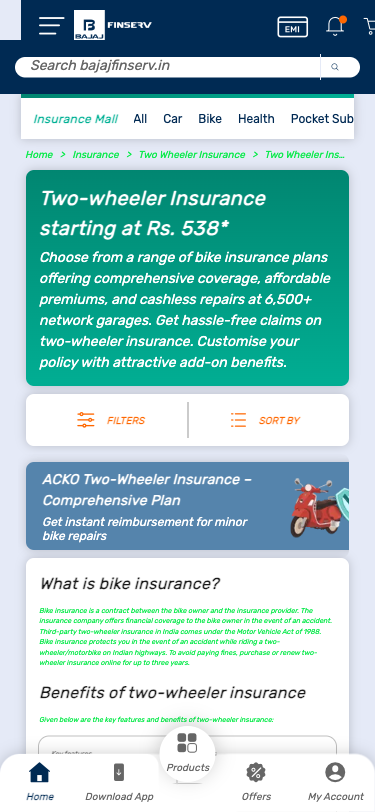 BAJAJ FINSERV
EMI
Search bajajfinserv.in
Insurance Mall All Car Bike Health Pocket Sub
Home > Insurance > Two Wheeler Insurance > Two Wheeler Ins...
Two-wheeler Insurance
starting at Rs. 538*
Choose from a range of bike insurance plans
offering comprehensive coverage, affordable
premiums, and cashless repairs at 6,500+
network garages. Get hassle-free claims on
two-wheeler insurance. Customise your
policy with attractive add-on benefits.
FILTERS SORT BY
ACKO Two-Wheeler Insurance –
Comprehensive Plan
Get instant reimbursement for minor
bike repairs
What is bike insurance?
Bike insurance is a contract between the bike owner and the insurance provider. The
insurance company offers financial coverage to the bike owner in the event of an accident.
Third-party two-wheeler insurance in India comes under the Motor Vehicle Act of 1988.
Bike insurance protects you in the event of an accident while riding a two-
wheeler/motorbike on Indian highways. To avoid paying fines, purchase or renew two-
wheeler insurance online for up to three years.
Benefits of two-wheeler insurance
Given below are the key features and benefits of two-wheeler insurance:
Key features
Home Download App Products Offers My Account